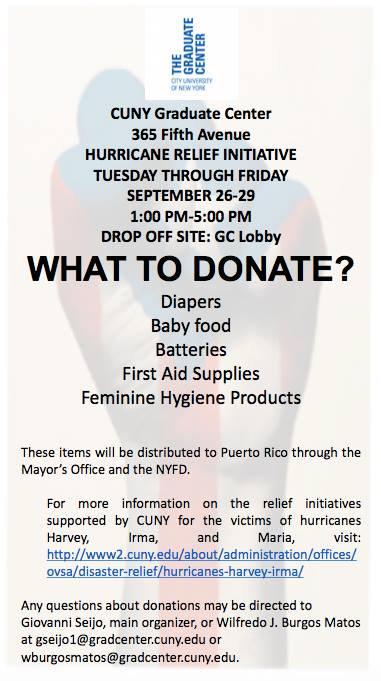 THE
GRADUATE
CENTER
CITY UNIVERSITY
OF NEW YORK
CUNY Graduate Center
365 Fifth Avenue
HURRICANE RELIEF INITIATIVE
TUESDAY THROUGH FRIDAY
SEPTEMBER 26-29
1:00 PM-5:00 PM
DROP OFF SITE: GC Lobby
WHAT TO DONATE?
Diapers
Baby food
Batteries
First Aid Supplies
Feminine Hygiene Products
These items will be distributed to Puerto Rico through the
Mayor's Office and the NYFD.
For more information on the relief initiatives
supported by CUNY for the victims of hurricanes
Harvey, Irma, and Maria, visit:
http://www2.cuny.edu/about/administration/offices/
ovsa/disaster-relief/hurricanes-harvey-irma/
Any questions about donations may be directed to
Giovanni Seijo, main organizer, or Wilfredo J. Burgos Matos
at gseijo1@gradcenter.cuny.edu or
wburgosmatos@gradcenter.cuny.edu.